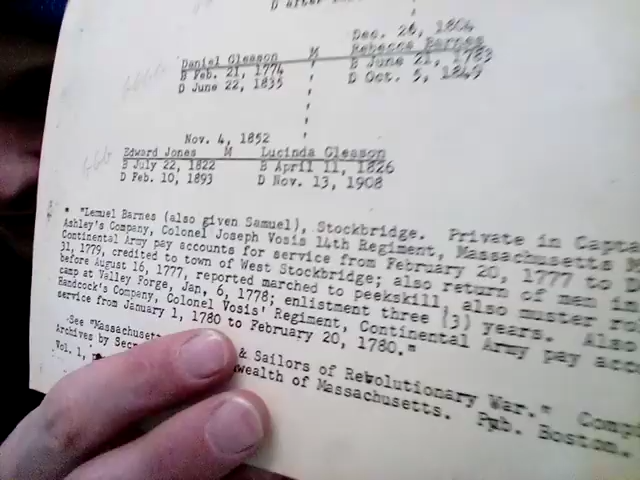 D After
Dec. 26, 1804
Daniel Gleason M Rebecca Barnes
B Feb. 21, 1774 B June 21, 1783
D June 22, 1835 D Oct. 5, 1849
Nov. 4, 1852
Edward Jones M Lucinda Gleason
B July 22, 1822 B April 11, 1826
D Feb. 10, 1893 D Nov. 13, 1908
" "Lemuel Barnes (also given Samuel), Stockbridge. Private in Capta
Ashley's Company, Colonel Joseph Vosis 14th Regiment, Massachusetts M
Continental Army pay accounts for service from February 20, 1777 to D
31, 1779, credited to town of West Stockbridge; also return of men in
before August 16, 1777, reported marched to peekskill, also muster ro
camp at Valley Forge, Jan, 6, 1778; enlistment three (3) years. Also
Handcock's Company, Colonel Vosis' Regiment, Continental Army pay acc
service from January 1, 1780 to February 20, 1780."
See "Massachusett & Sailors of Revolutionary War." Compi
Archives by Secr wealth of Massachusetts. Pub. Boston.
Vol. 1,